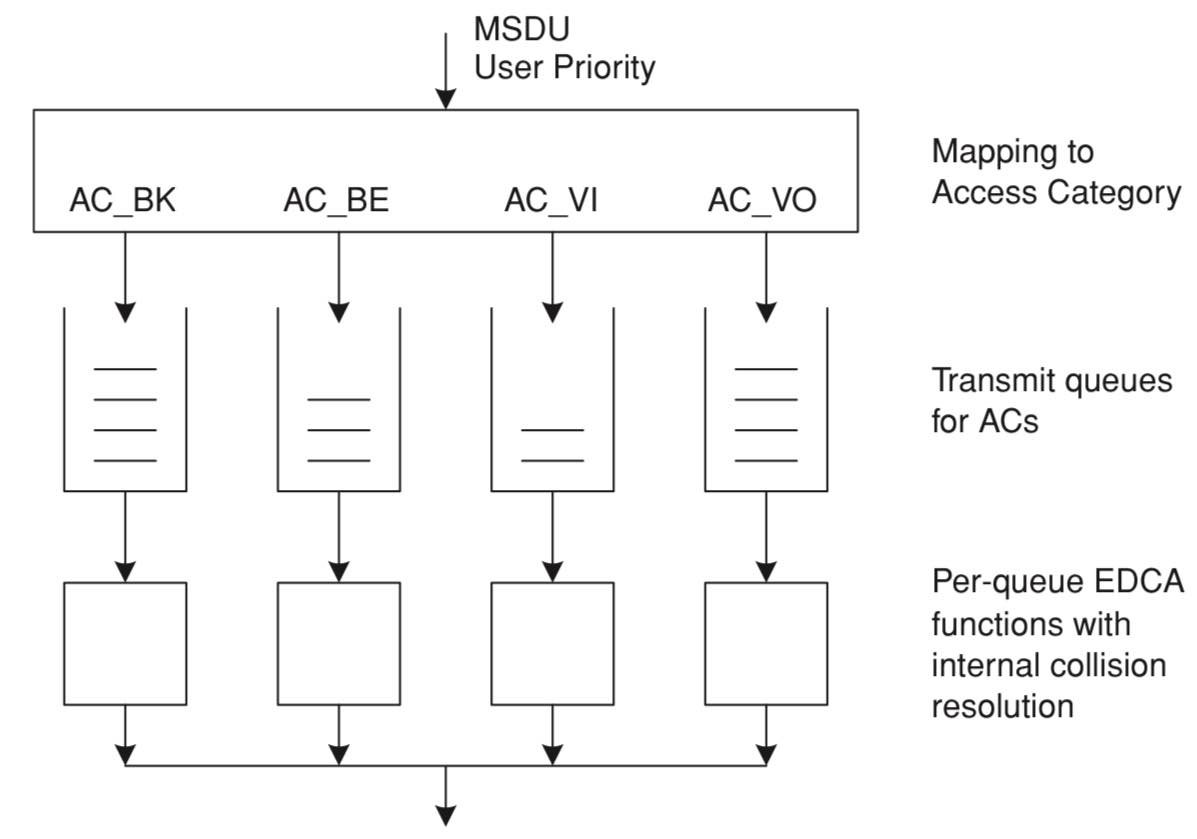 MSDU
User Priority
Mapping to
Access Category
AC_BK AC_BE AC_VI AC_VO
Transmit queues
for ACs
Per-queue EDCA
functions with
internal collision
resolution